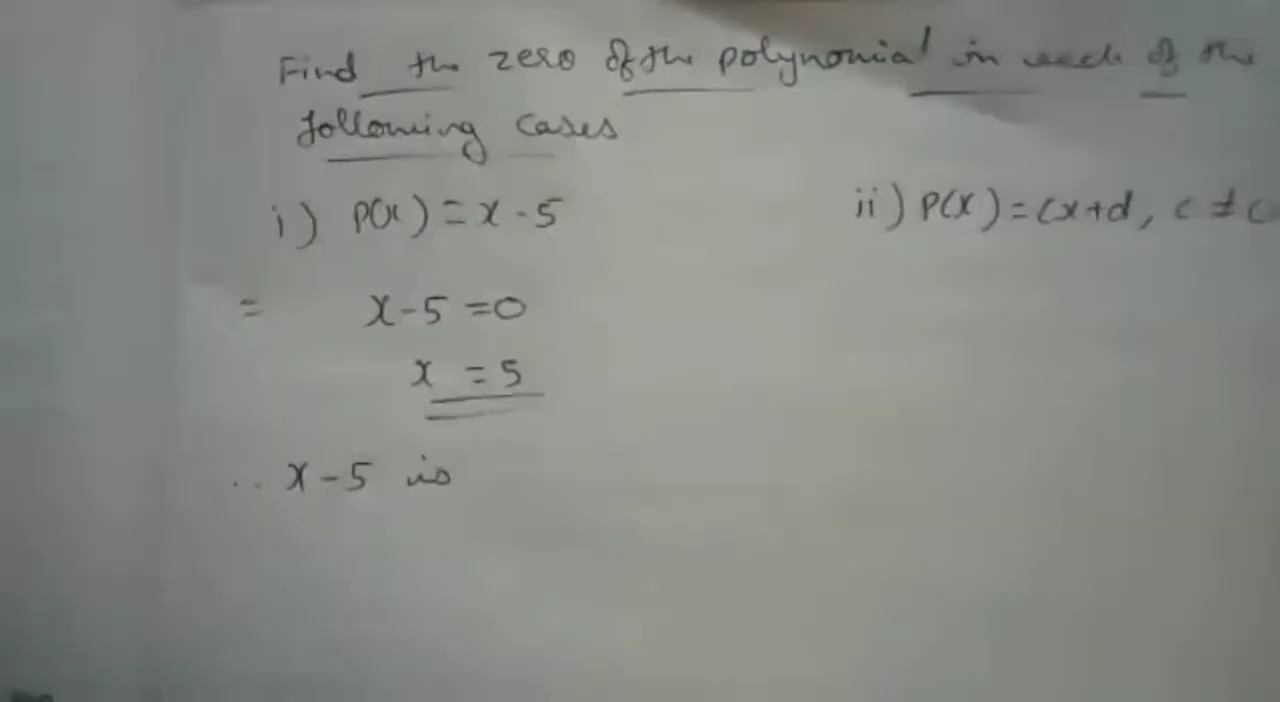 Find the zero of the polynomial in each of the
following cases
i) P(x) = x - 5
ii) P(x) = cx+d, c ≠
= x-5 =0
x = 5
∴ x-5 is